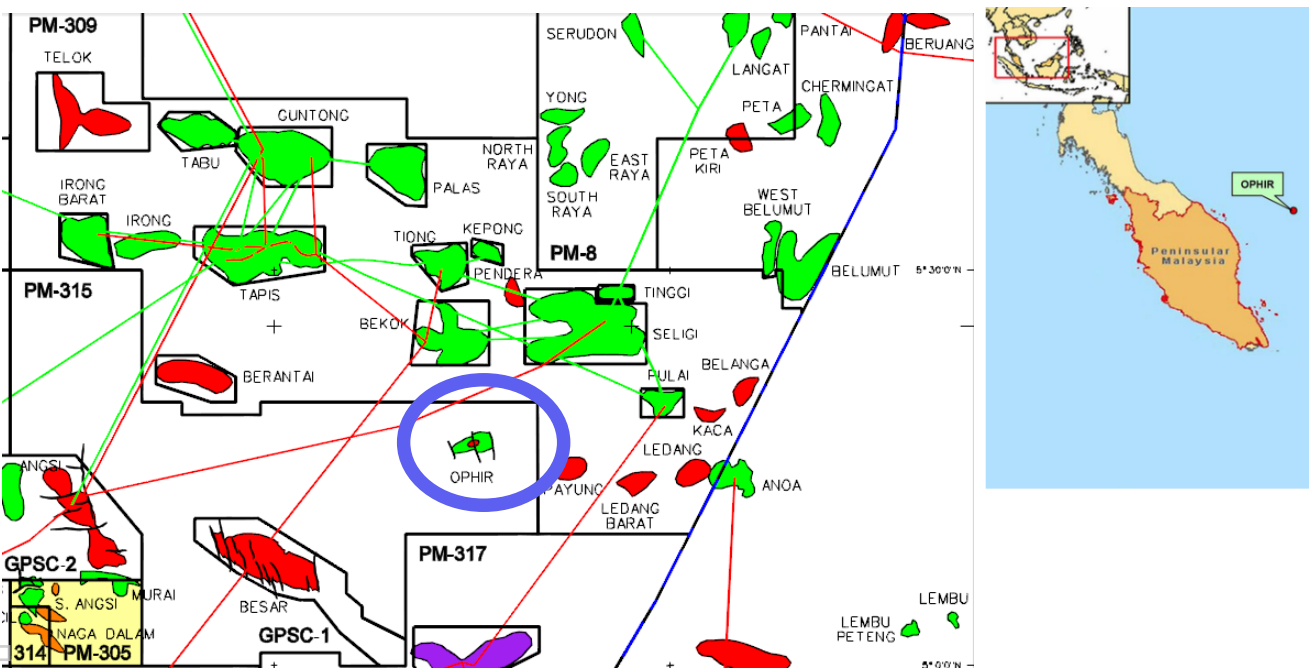 PM-309
TELOK
SERUDON
PANTAI
BERUANG
LANGAT
CHERMINGAT
YONG
PETA
GUNTONG
TABU
NORTH
RAYA
EAST
RAYA
PETA
KIRI
PALAS
SOUTH
RAYA
IRONG
BARAT
IRONG
WEST
BELUMUT
TIONG
KEPONG
PM-8
BELUMUT
5°30'0"N
PENDERA
TINGGI
PM-315
TAPIS
BEKOK
SELIGI
BERANTAI
PULAI
BELANGA
KACA
OPHIR
LEDANG
ANGSI
PAYUNG
ANOA
LEDANG
BARAT
GPSC-2
PM-317
MURAI
S. ANGSI
BESAR
LEMBU
LEMBU
PETENG
NAGA DALAM
GPSC-1
314
PM-305
5°0'0"N
OPHIR
Peninsular
Malaysia